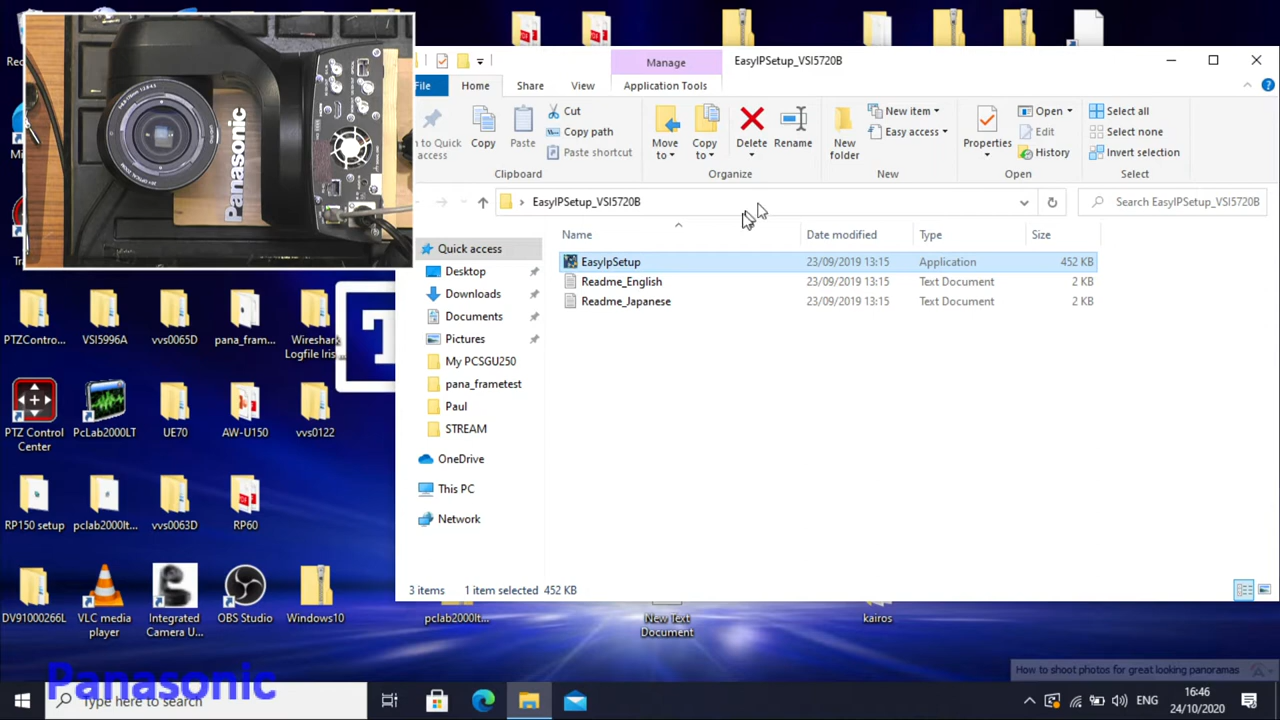 Manage
EasyIPSetup_VSI5720B
File
Home
Share
View
Application Tools
n to Quick
access
Copy
Paste
Cut
Copy path
Paste shortcut
Clipboard
Move
to
Copy
to
Delete
Rename
Organize
New
folder
New item
Easy access
New
Properties
Open
Edit
History
Open
Select all
Select none
Invert selection
Select
EasyIPSetup_VSI5720B
Search EasyIPSetup_VSI5720B
Name
Date modified
Type
Size
EasyIpSetup
23/09/2019 13:15
Application
452 KB
Readme_English
23/09/2019 13:15
Text Document
2 KB
Readme_Japanese
23/09/2019 13:15
Text Document
2 KB
Quick access
Desktop
Downloads
Documents
Pictures
My PCSGU250
pana_frametest
Paul
STREAM
OneDrive
This PC
Network
3 items
1 item selected 452 KB
Panasonic
PTZContro...
VSI5996A
vvs0065D
pana_fram...
Wireshark
Logfile Iris ...
PTZ Control
Center
PcLab2000LT
UE70
AW-U150
vvs0122
RP150 setup
pclab2000lt...
vvs0063D
RP60
DV91000266L
VLC media
player
Integrated
Camera U...
OBS Studio
Windows10
pclab2000lt...
New Text
Document
kairos
How to shoot photos for great looking panoramas
Panasonic
Type here to search
ENG
16:46
24/10/2020